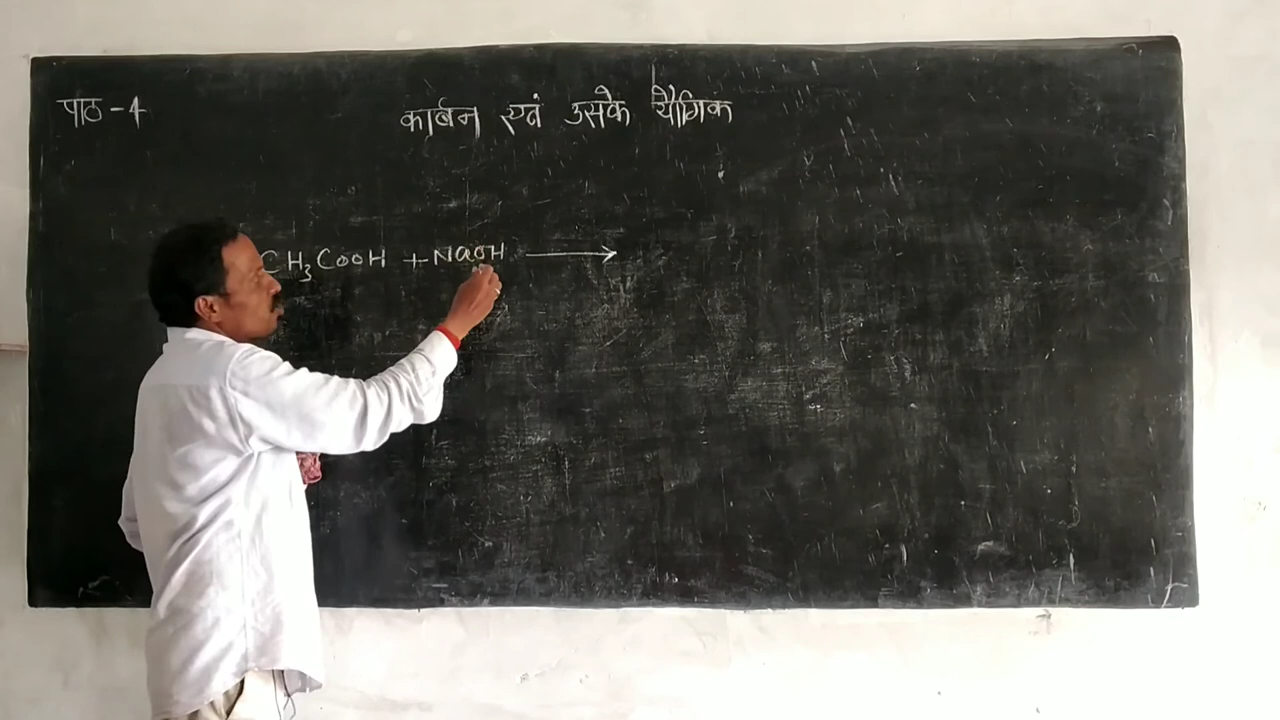 पाठ -4
कार्बन एवं उसके यौगिक
CH₃COOH + NaOH ⟶